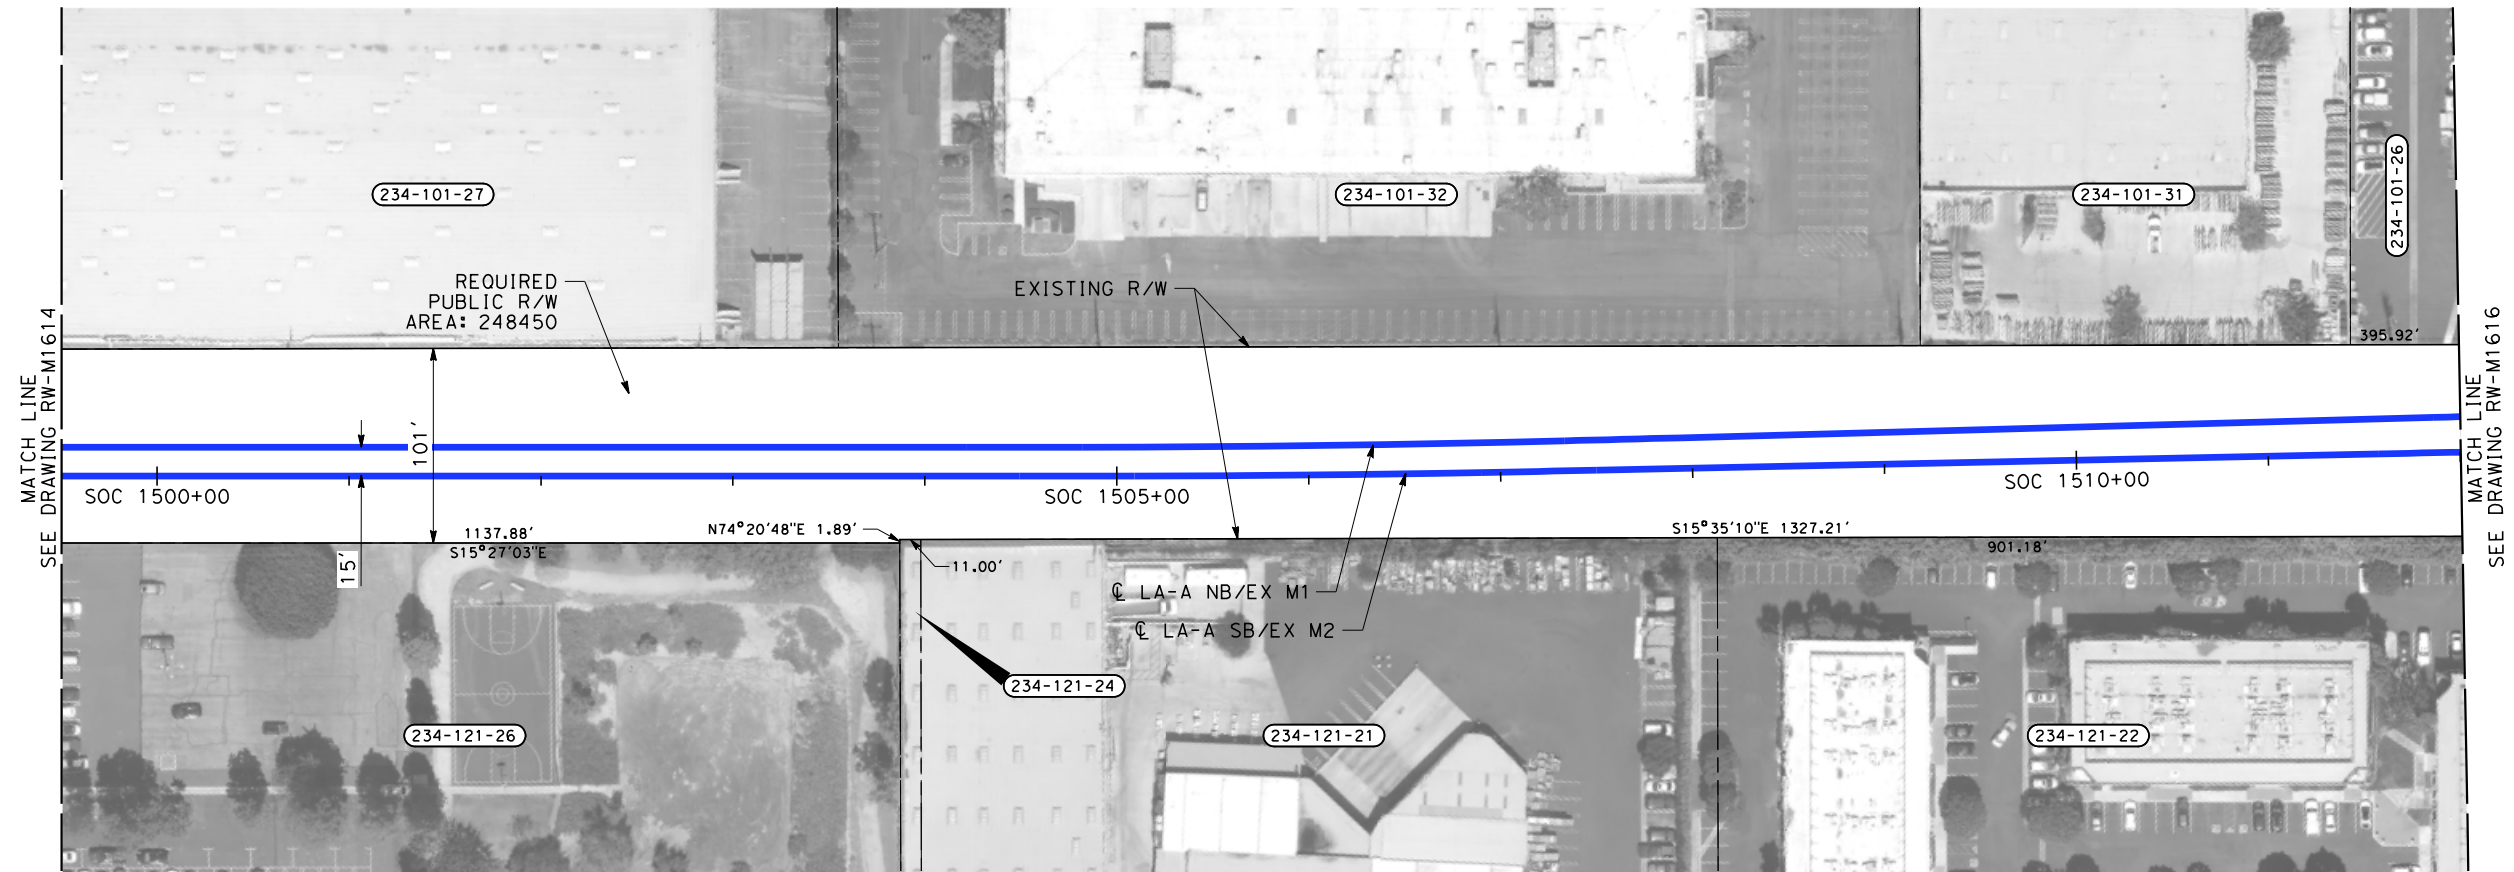 234-101-27
234-101-32
234-101-31
234-101-26
REQUIRED
PUBLIC R/W
AREA: 248450
EXISTING R/W
395.92'
MATCH LINE
SEE DRAWING RW-M1614
101'
MATCH LINE
SEE DRAWING RW-M1616
SOC 1500+00
SOC 1505+00
SOC 1510+00
1137.88'
S15°27'03"E
N74°20'48"E 1.89'
S15°35'10"E 1327.21'
901.18'
15'
11.00'
℄ LA-A NB/EX M1
℄ LA-A SB/EX M2
234-121-24
234-121-26
234-121-21
234-121-22